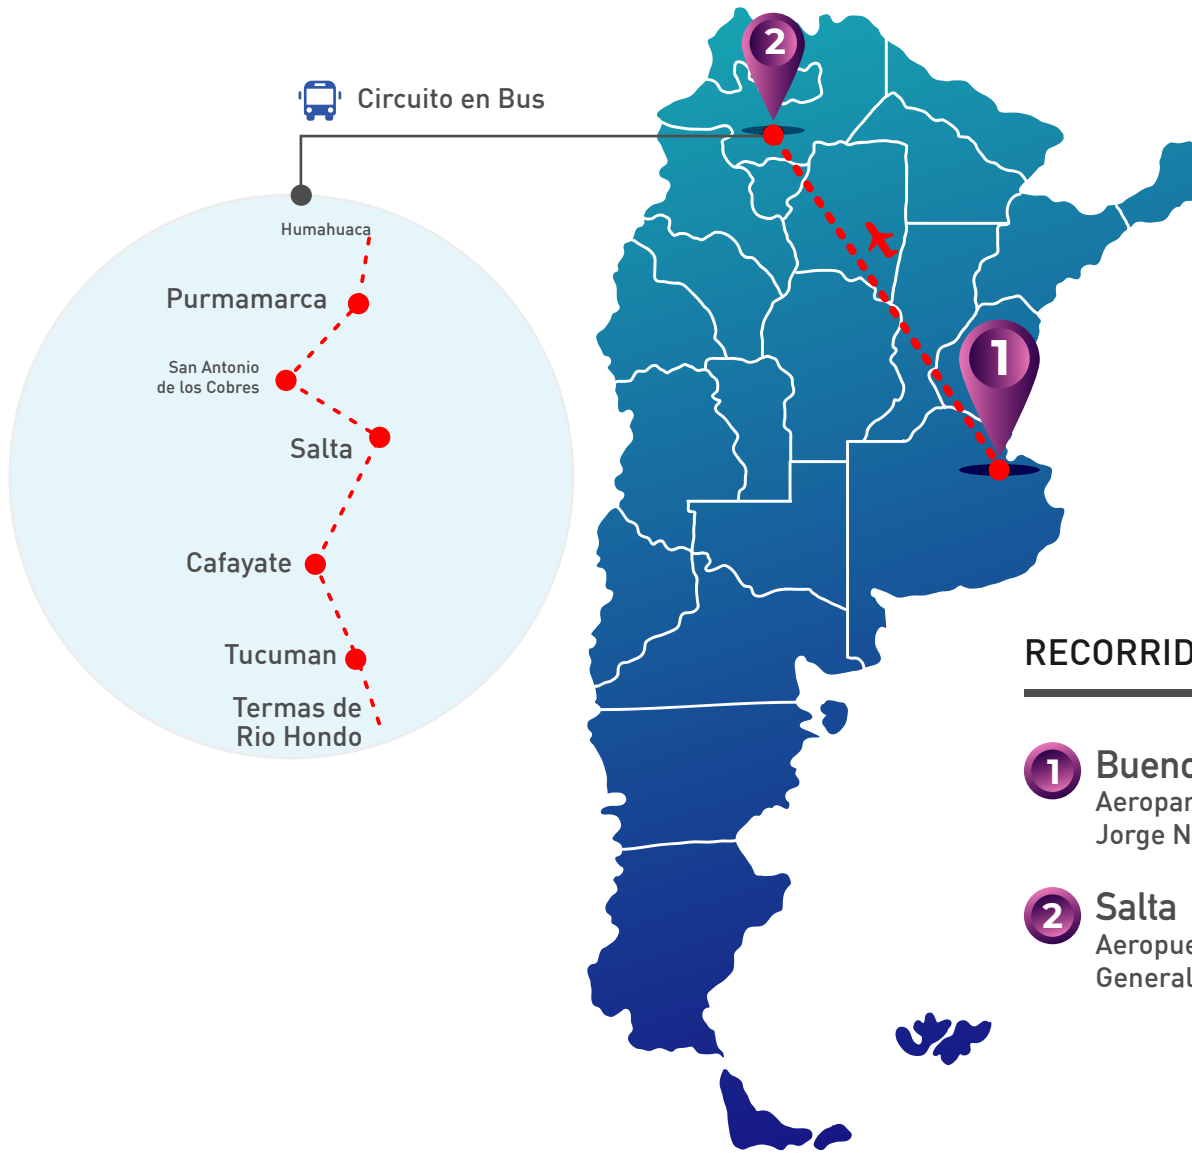 2
Circuito en Bus
Humahuaca
Purmamarca
San Antonio
de los Cobres
Salta
Cafayate
Tucuman
Termas de
Rio Hondo
1
RECORRID
1
Buenc
Aeropar
Jorge N
2
Salta
Aeropue
General